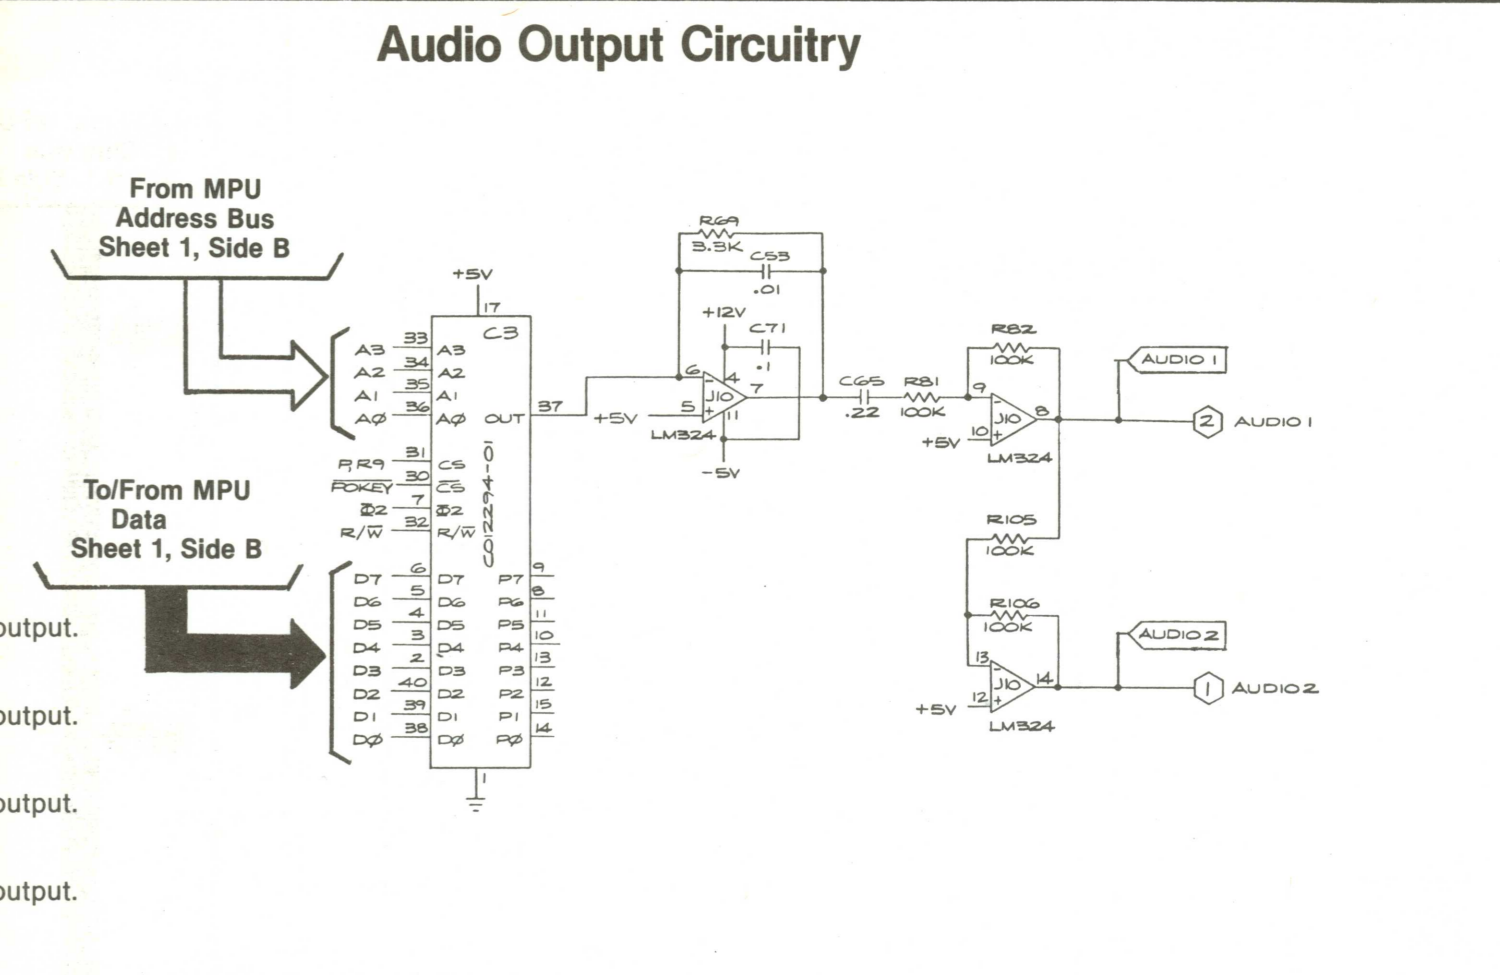 Audio Output Circuitry
From MPU
Address Bus
Sheet 1, Side B
To/From MPU
Data
Sheet 1, Side B
output.
output.
output.
output.
+5V
17
C3
A3 33 A3
A2 34 A2
A1 35 A1
AØ 36 AØ
OUT 37
P,R9 31 CS
P̅O̅K̅E̅Y̅ 30 C̅S̅
Φ2 7 Φ2
R/W̅ 32 R/W̅
CO12294-01
D7 6 D7 P7 9
D6 5 D6 P6 8
D5 4 D5 P5 11
D4 3 D4 P4 10
D3 2 D3 P3 13
D2 40 D2 P2 12
D1 39 D1 P1 15
DØ 38 DØ PØ 14
1
R69
3.3K
C53
.01
+12V
C71
.1
6 - 4
J10 7
+5V 5 + 11
LM324
-5V
C65
.22
R81
100K
R82
100K
9 -
J10 8
10 +
+5V
LM324
AUDIO 1
2 AUDIO 1
R105
100K
R106
100K
13 -
J10 14
12 +
+5V
LM324
AUDIO 2
1 AUDIO 2